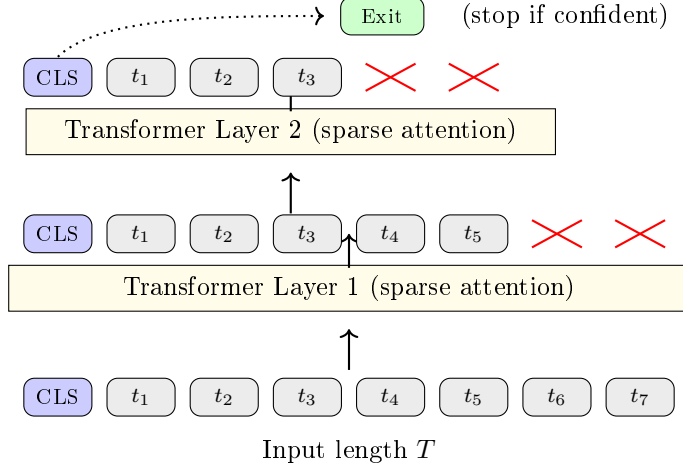 Exit (stop if confident)
CLS t₁ t₂ t₃
Transformer Layer 2 (sparse attention)
CLS t₁ t₂ t₃ t₄ t₅
Transformer Layer 1 (sparse attention)
CLS t₁ t₂ t₃ t₄ t₅ t₆ t₇
Input length T